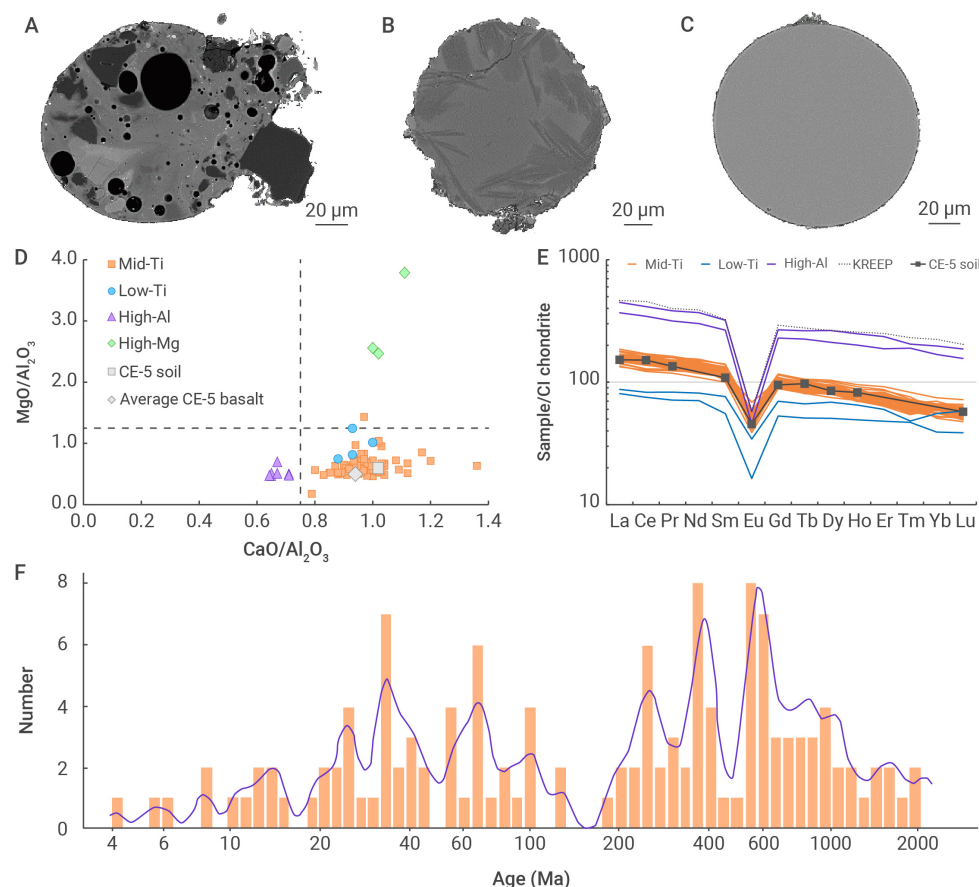 A
B
C
20 µm
20 µm
20 µm
D
4.0
3.0
2.0
1.0
0.0
MgO/Al2O3
Mid-Ti
Low-Ti
High-Al
High-Mg
CE-5 soil
Average CE-5 basalt
0.0 0.2 0.4 0.6 0.8 1.0 1.2 1.4
CaO/Al2O3
E
1000
100
10
Sample/CI chondrite
Mid-Ti Low-Ti High-Al KREEP CE-5 soil
La Ce Pr Nd Sm Eu Gd Tb Dy Ho Er Tm Yb Lu
F
8
6
4
2
0
Number
4 6 10 20 40 60 100 200 400 600 1000 2000
Age (Ma)